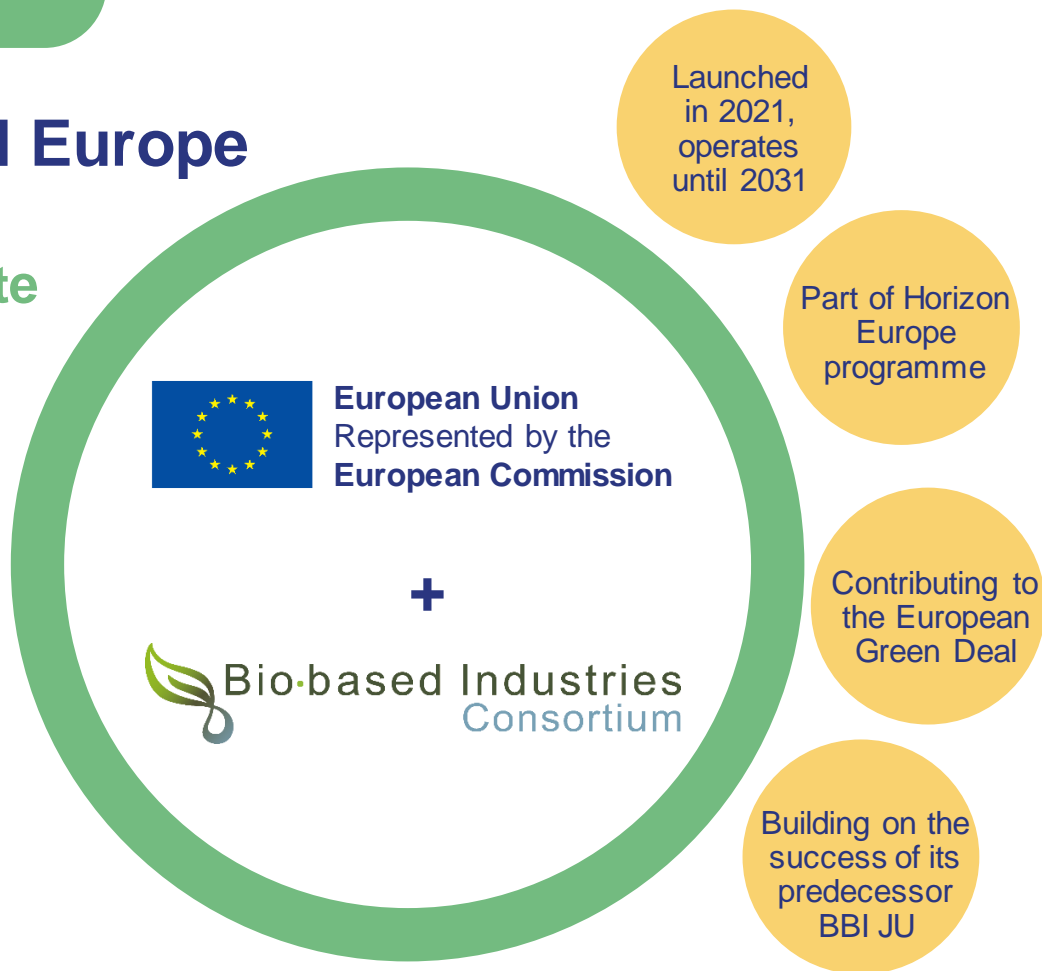 Europe
European Union
Represented by the
European Commission
+
Bio-based Industries
Consortium
Launched
in 2021,
operates
until 2031
Part of Horizon
Europe
programme
Contributing to
the European
Green Deal
Building on the
success of its
predecessor
BBI JU